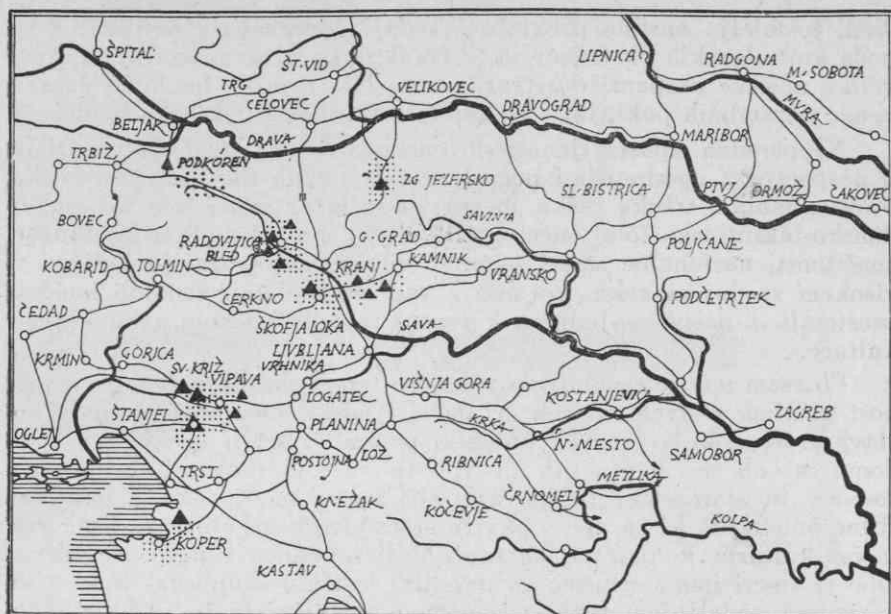 ŠPITAL
LIPNICA
RADGONA
M. SOBOTA
MURA
ŠT. VID
TRG
CELOVEC
VELIKOVEC
DRAVOGRAD
BELJAK
DRAVA
MARIBOR
TRBIŽ
PODKOREN
ZG JEZERSKO
SL. BISTRICA
PTUJ
ORMOŽ
ČAKOVEC
BOVEC
RADOVLJICA
BLED
G. GRAD
SAVINJA
POLJČANE
KOBARID
TOLMIN
KRANJ
KAMNIK
VRANSKO
ČEDAD
CERKNO
ŠKOFJA LOKA
PODČETRTEK
KRMIN
GORICA
LJUBLJANA
SAVA
VRHNIKA
SV. KRIŽ
VIPAVA
LOGATEC
VIŠNJA GORA
KOSTANJEVICA
ZAGREB
ŠTANJEL
PLANINA
KRKA
N. MESTO
SAMOBOR
OGLEJ
POSTOJNA
LOŽ
RIBNICA
METLIKA
TRST
KNEŽAK
KOČEVJE
ČRNOMELJ
KOLPA
KOPER
KASTAV